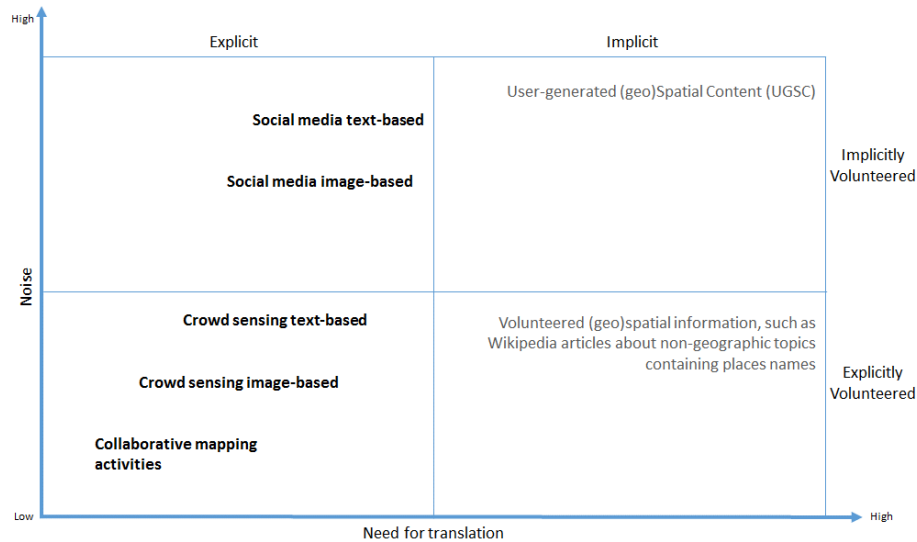 High
Explicit
Implicit
User-generated (geo)Spatial Content (UGSC)
Social media text-based
Implicitly
Volunteered
Social media image-based
Noise
Crowd sensing text-based
Volunteered (geo)spatial information, such as
Wikipedia articles about non-geographic topics
containing places names
Crowd sensing image-based
Explicitly
Volunteered
Collaborative mapping
activities
Low
High
Need for translation